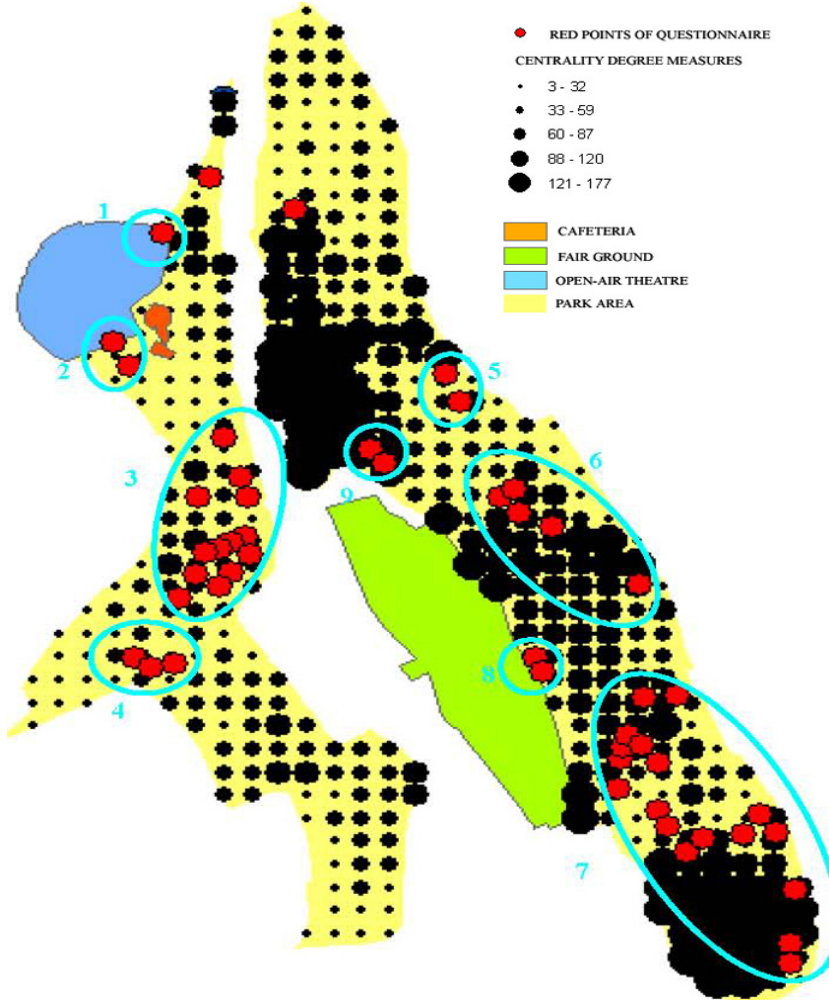 RED POINTS OF QUESTIONNAIRE
CENTRALITY DEGREE MEASURES
3 - 32
33 - 59
60 - 87
88 - 120
121 - 177
CAFETERIA
FAIR GROUND
OPEN-AIR THEATRE
PARK AREA
1
2
3
4
5
6
7
8
9